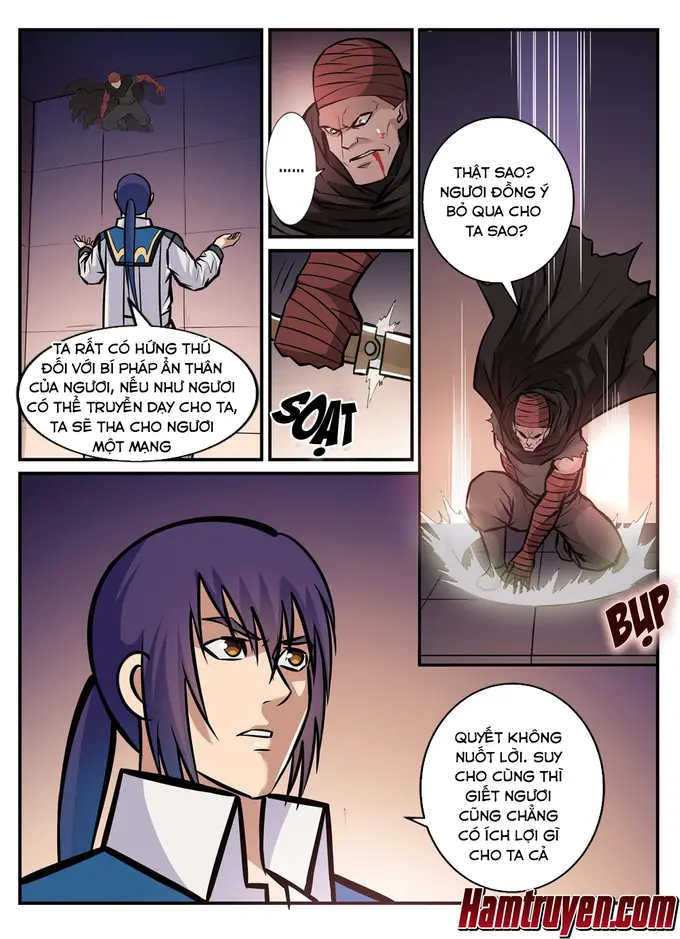 TA RẤT CÓ HỨNG THÚ
ĐỐI VỚI BÍ PHÁP ẨN THÂN
CỦA NGƯƠI, NẾU NHƯ NGƯƠI
CÓ THỂ TRUYỀN DẠY CHO TA,
TA SẼ THA CHO NGƯƠI
MỘT MẠNG
......
SOẠT
THẬT SAO?
NGƯƠI ĐỒNG Ý
BỎ QUA CHO
TA SAO?
BỤP
QUYẾT KHÔNG
NUỐT LỜI. SUY
CHO CÙNG THÌ
GIẾT NGƯƠI
CŨNG CHẲNG
CÓ ÍCH LỢI GÌ
CHO TA CẢ
Hamtruyen.com